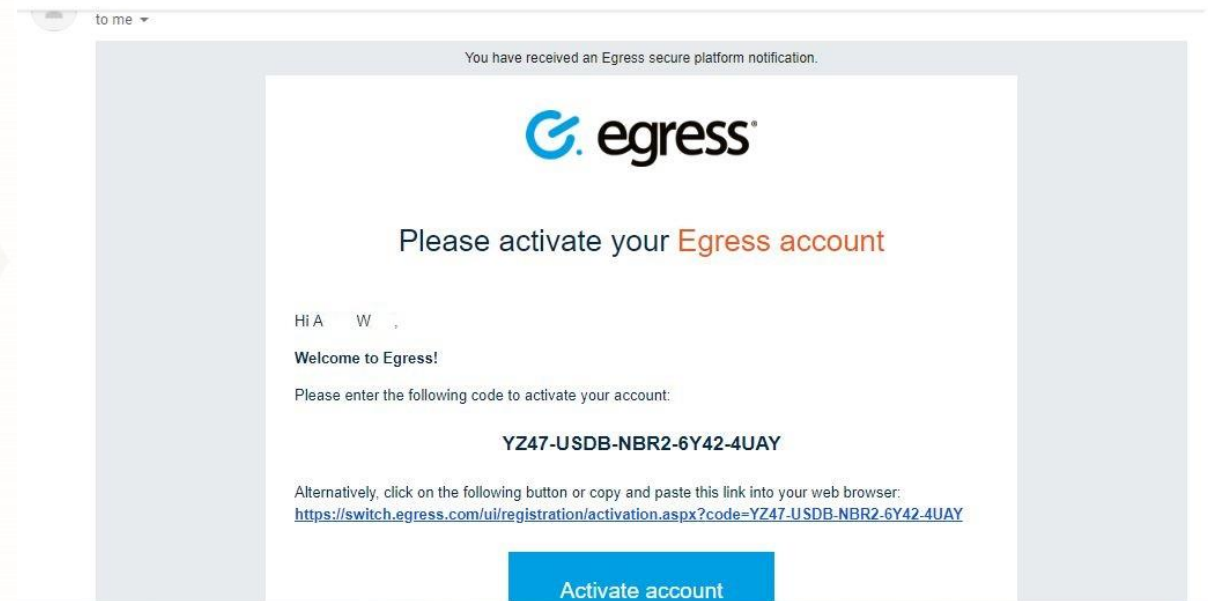 to me
You have received an Egress secure platform notification.
egress
Please activate your Egress account
Hi A W ,
Welcome to Egress!
Please enter the following code to activate your account:
YZ47-USDB-NBR2-6Y42-4UAY
Alternatively, click on the following button or copy and paste this link into your web browser:
https://switch.egress.com/ui/registration/activation.aspx?code=YZ47-USDB-NBR2-6Y42-4UAY
Activate account